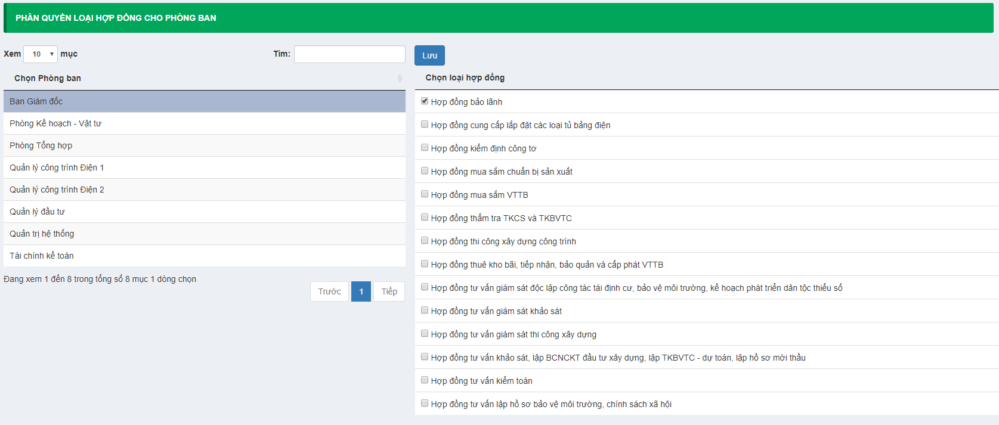 PHÂN QUYỀN LOẠI HỢP ĐỒNG CHO PHÒNG BAN
Xem 10 mục
Tìm:
Lưu
Chọn Phòng ban
Ban Giám đốc
Phòng Kế hoạch - Vật tư
Phòng Tổng hợp
Quản lý công trình Điện 1
Quản lý công trình Điện 2
Quản lý đầu tư
Quản trị hệ thống
Tài chính kế toán
Đang xem 1 đến 8 trong tổng số 8 mục 1 dòng chọn
Trước 1 Tiếp
Chọn loại hợp đồng
Hợp đồng bảo lãnh
Hợp đồng cung cấp lắp đặt các loại tủ bảng điện
Hợp đồng kiểm định công tơ
Hợp đồng mua sắm chuẩn bị sản xuất
Hợp đồng mua sắm VTTB
Hợp đồng thẩm tra TKCS và TKBVTC
Hợp đồng thi công xây dựng công trình
Hợp đồng thuê kho bãi, tiếp nhận, bảo quản và cấp phát VTTB
Hợp đồng tư vấn giám sát độc lập công tác tái định cư, bảo vệ môi trường, kế hoạch phát triển dân tộc thiểu số
Hợp đồng tư vấn giám sát khảo sát
Hợp đồng tư vấn giám sát thi công xây dựng
Hợp đồng tư vấn khảo sát, lập BCNCKT đầu tư xây dựng, lập TKBVTC - dự toán, lập hồ sơ mời thầu
Hợp đồng tư vấn kiểm toán
Hợp đồng tư vấn lập hồ sơ bảo vệ môi trường, chính sách xã hội